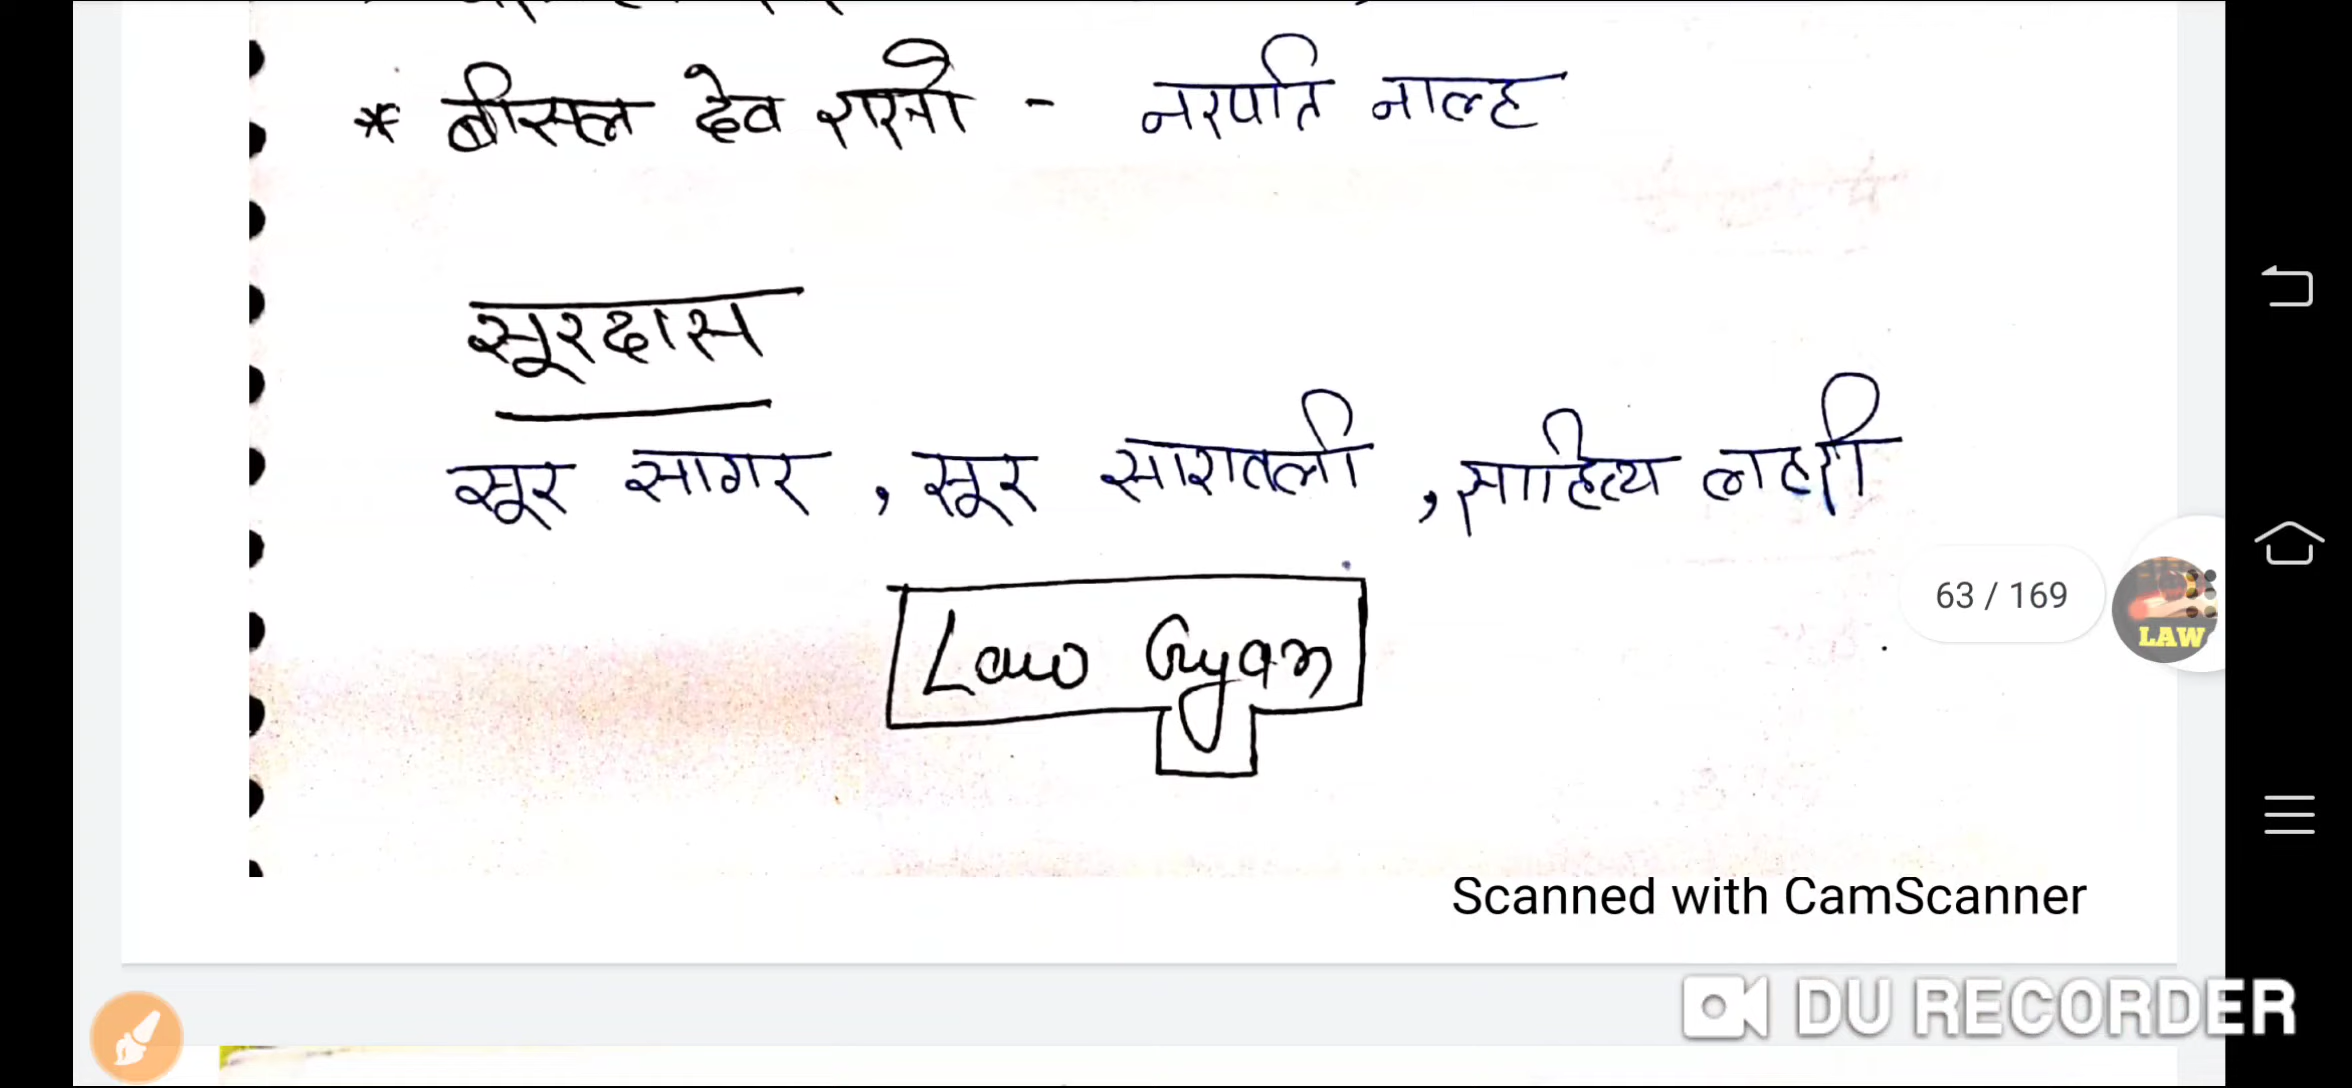 * बीसल देव रासो - नरपति नाल्ह
सूरदास
सूर सागर , सूर सारावली , साहित्य लहरी
63 / 169
LAW
Law Gyan
Scanned with CamScanner
DU RECORDER